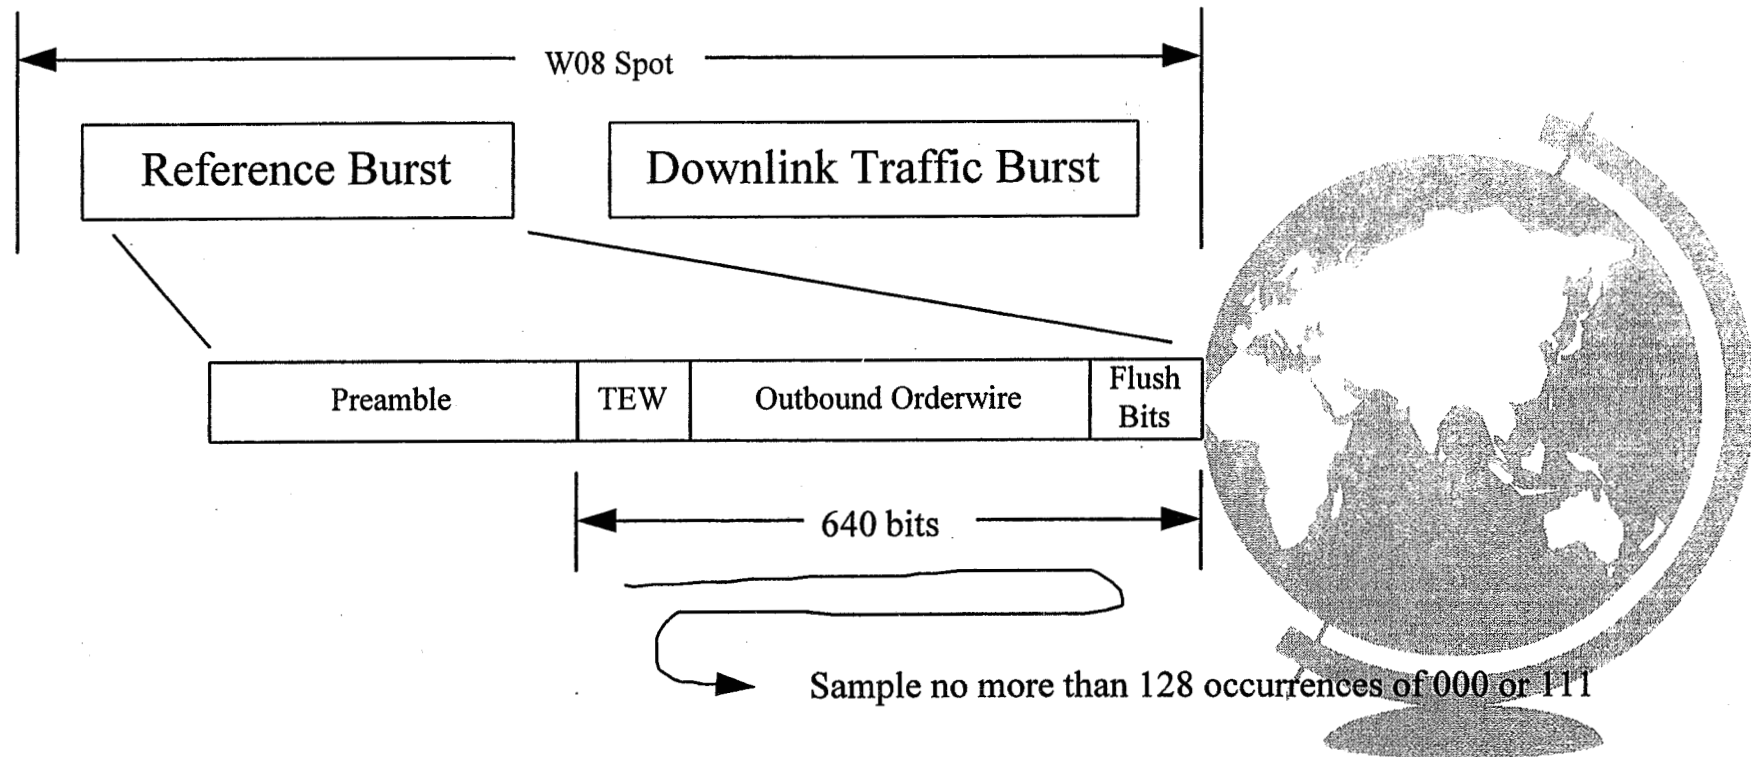 W08 Spot
Reference Burst
Downlink Traffic Burst
Preamble
TEW
Outbound Orderwire
Flush
Bits
640 bits
Sample no more than 128 occurrences of 000 or 111